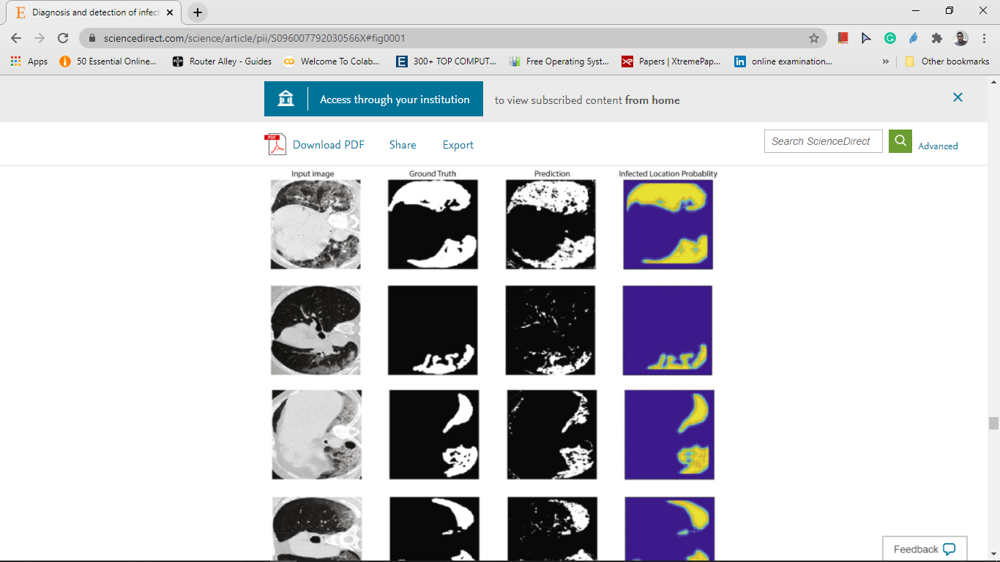 Diagnosis and detection of infect
sciencedirect.com/science/article/pii/S096007792030566X#fig0001
Apps
50 Essential Online...
Router Alley - Guides
Welcome To Colab...
300+ TOP COMPUT...
Free Operating Syst...
Papers | XtremePap...
online examination...
»
Other bookmarks
Access through your institution
to view subscribed content from home
PDF
Download PDF
Share
Export
Search ScienceDirect
Advanced
Input image
Ground Truth
Prediction
Infected Location Probablity
Feedback